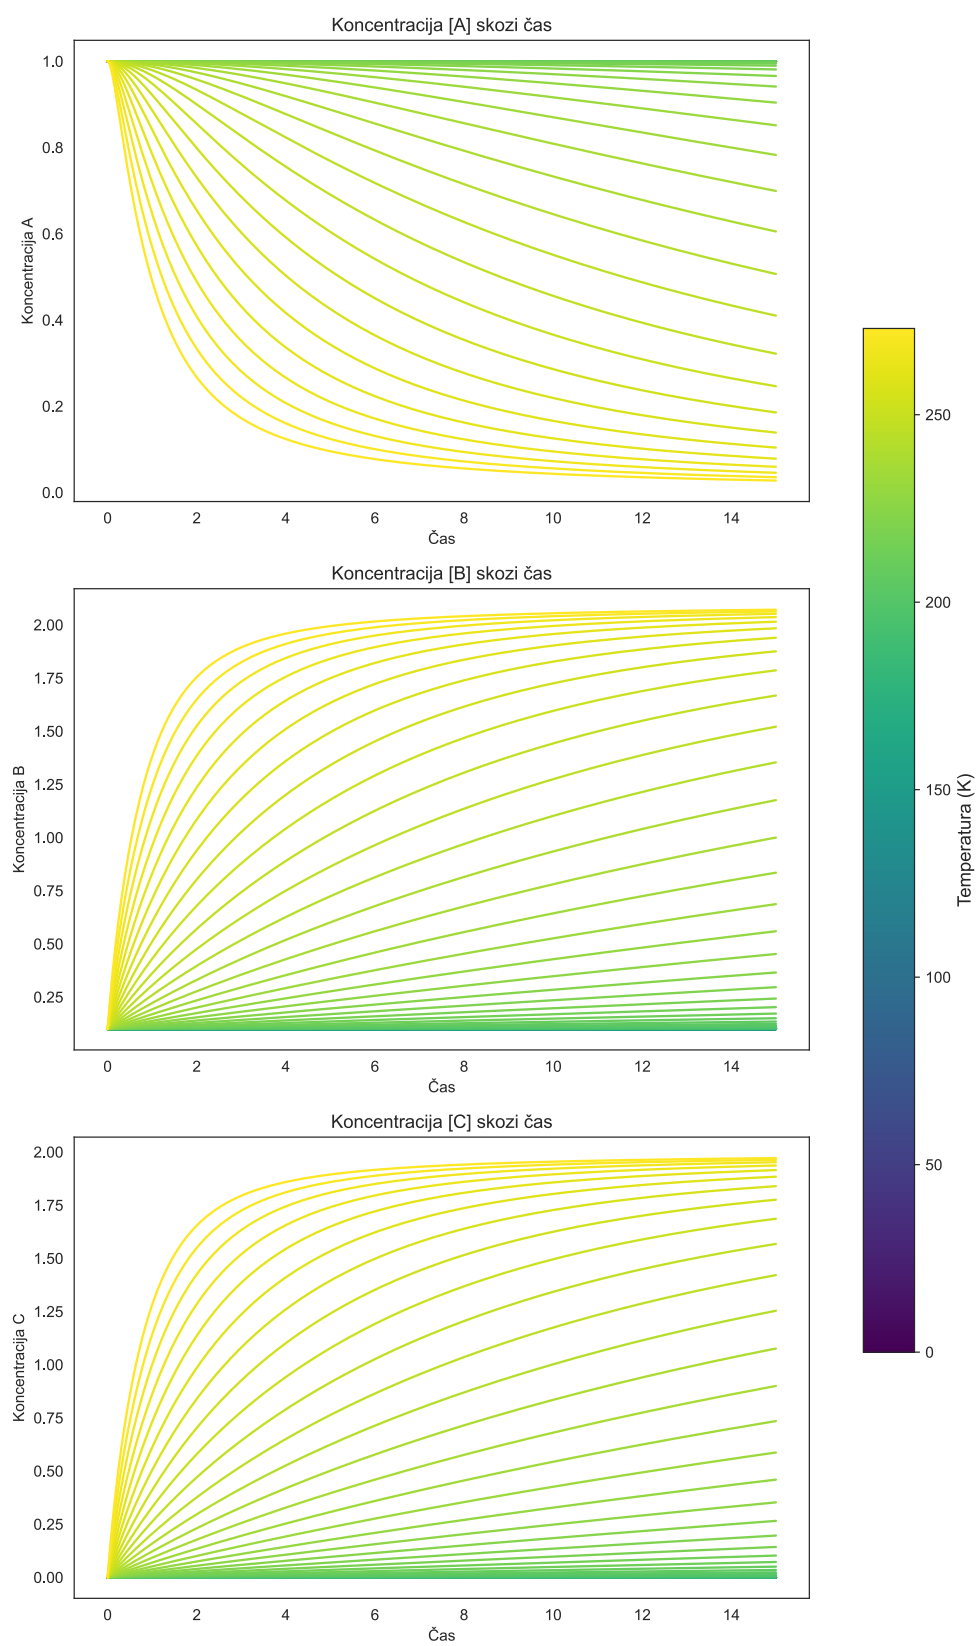 Koncentracija [A] skozi čas
Koncentracija A
1.0
0.8
0.6
0.4
0.2
0.0
0 2 4 6 8 10 12 14
Čas
Koncentracija [B] skozi čas
Koncentracija B
2.00
1.75
1.50
1.25
1.00
0.75
0.50
0.25
0 2 4 6 8 10 12 14
Čas
Koncentracija [C] skozi čas
Koncentracija C
2.00
1.75
1.50
1.25
1.00
0.75
0.50
0.25
0.00
0 2 4 6 8 10 12 14
Čas
250
200
150
100
50
0
Temperatura (K)